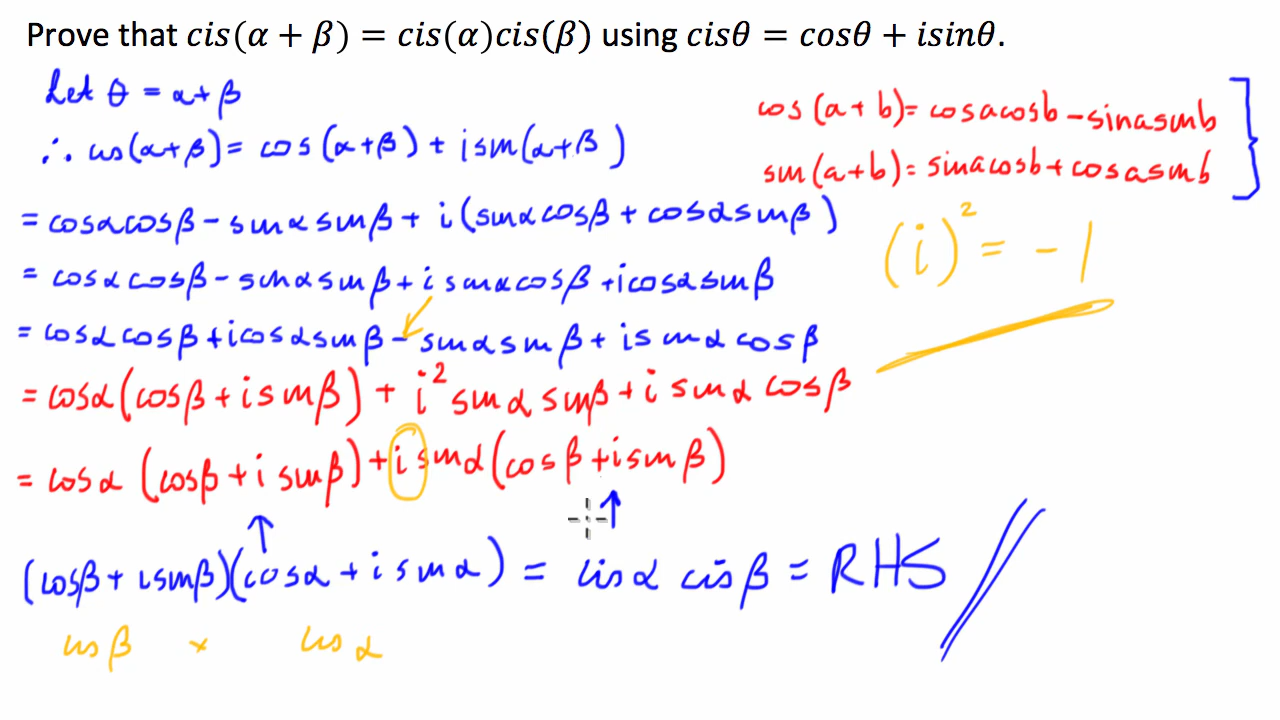 Prove that cis(α + β) = cis(α)cis(β) using cisθ = cosθ + isinθ.
Let θ = α + β
∴ cis(α+β) = cos(α+β) + isin(α+β)
cos(a+b) = cosacosb - sinasinb
sin(a+b) = sinacosb + cosasinb
= cosαcosβ - sinαsinβ + i(sinαcosβ + cosαsinβ)
(i)² = -1
= cosαcosβ - sinαsinβ + isinαcosβ + icosαsinβ
= cosαcosβ + icosαsinβ - sinαsinβ + isinαcosβ
= cosα(cosβ + isinβ) + i²sinαsinβ + isinαcosβ
= cosα(cosβ + isinβ) + isinα(cosβ + isinβ)
(cosβ + isinβ)(cosα + isinα) = cisα cisβ = RHS
cisβ × cisα